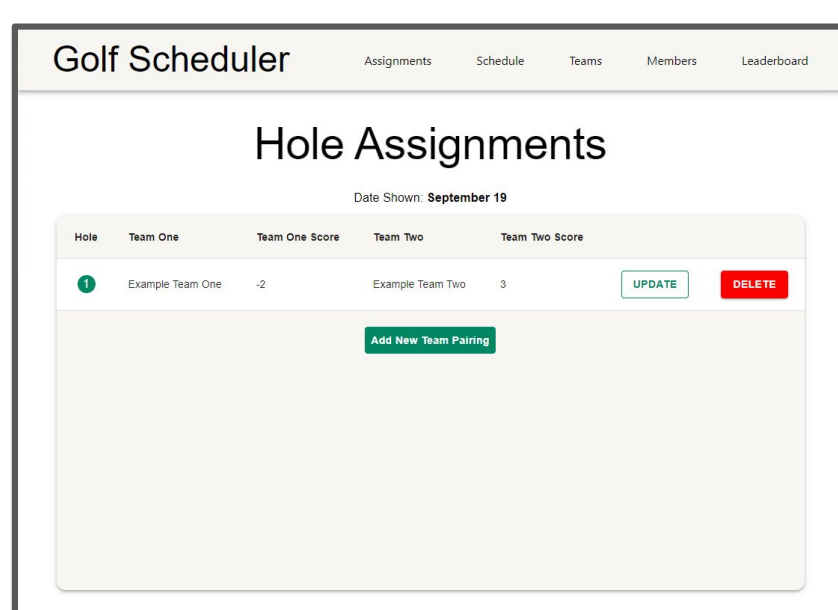 Golf Scheduler Assignments Schedule Teams Members Leaderboard
Hole Assignments
Date Shown: September 19
Hole Team One Team One Score Team Two Team Two Score
1 Example Team One -2 Example Team Two 3 UPDATE DELETE
Add New Team Pairing